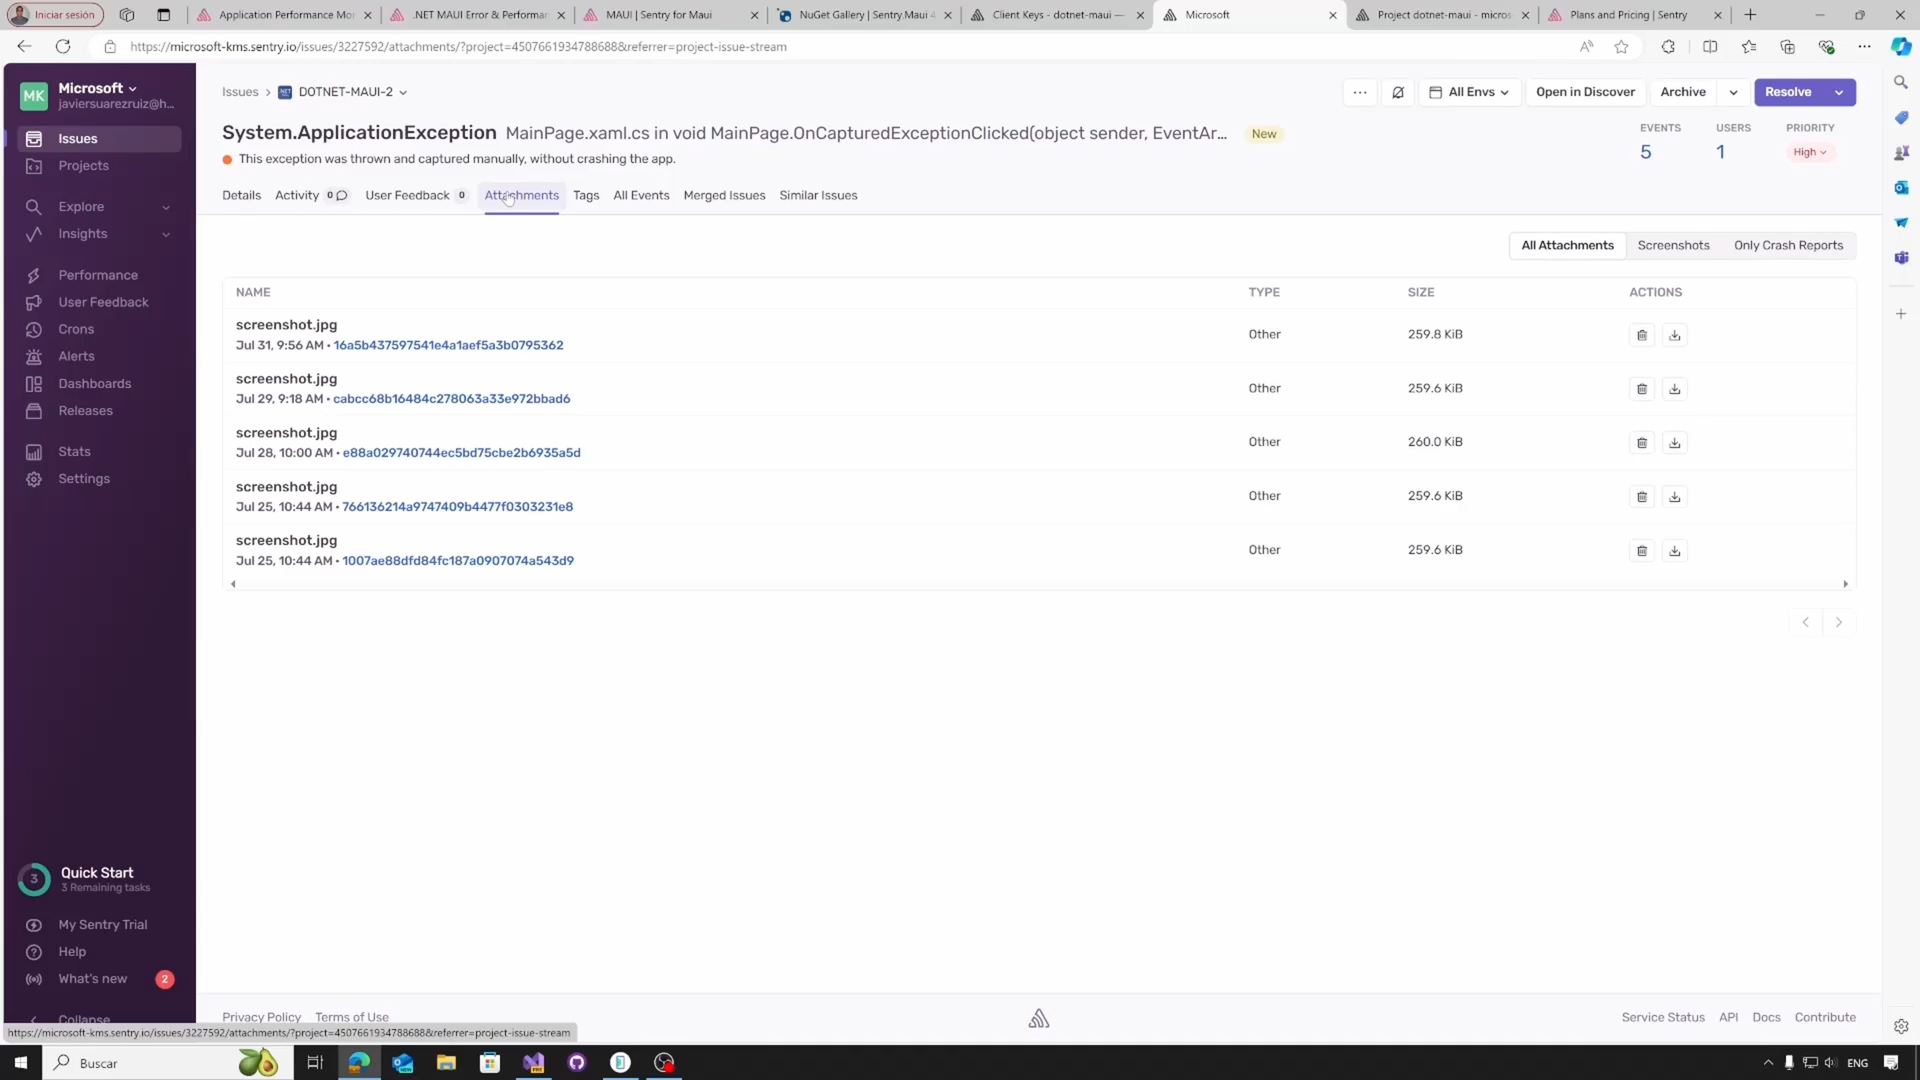 Iniciar sesión
Application Performance Mo
.NET MAUI Error & Performan
MAUI | Sentry for Maui
NuGet Gallery | Sentry.Maui 4
Client Keys - dotnet-maui —
Microsoft
Project dotnet-maui - micros
Plans and Pricing | Sentry
https://microsoft-kms.sentry.io/issues/3227592/attachments/?project=4507661934788688&referrer=project-issue-stream
MK
Microsoft
javiersuarezruiz@h...
Issues
Projects
Explore
Insights
Performance
User Feedback
Crons
Alerts
Dashboards
Releases
Stats
Settings
3
Quick Start
3 Remaining tasks
My Sentry Trial
Help
What's new 2
Collapse
Issues > DOTNET-MAUI-2
All Envs
Open in Discover
Archive
Resolve
System.ApplicationException MainPage.xaml.cs in void MainPage.OnCapturedExceptionClicked(object sender, EventAr... New
This exception was thrown and captured manually, without crashing the app.
EVENTS USERS PRIORITY
5 1 High
Details Activity 0 User Feedback 0 Attachments Tags All Events Merged Issues Similar Issues
All Attachments Screenshots Only Crash Reports
NAME TYPE SIZE ACTIONS
screenshot.jpg
Jul 31, 9:56 AM • 16a5b437597541e4a1aef5a3b0795362
Other 259.8 KiB
screenshot.jpg
Jul 29, 9:18 AM • cabcc68b16484c278063a33e972bbad6
Other 259.6 KiB
screenshot.jpg
Jul 28, 10:00 AM • e88a029740744ec5bd75cbe2b6935a5d
Other 260.0 KiB
screenshot.jpg
Jul 25, 10:44 AM • 766136214a9747409b4477f0303231e8
Other 259.6 KiB
screenshot.jpg
Jul 25, 10:44 AM • 1007ae88dfd84fc187a0907074a543d9
Other 259.6 KiB
Privacy Policy Terms of Use
Service Status API Docs Contribute
https://microsoft-kms.sentry.io/issues/3227592/attachments/?project=4507661934788688&referrer=project-issue-stream
Buscar
ENG